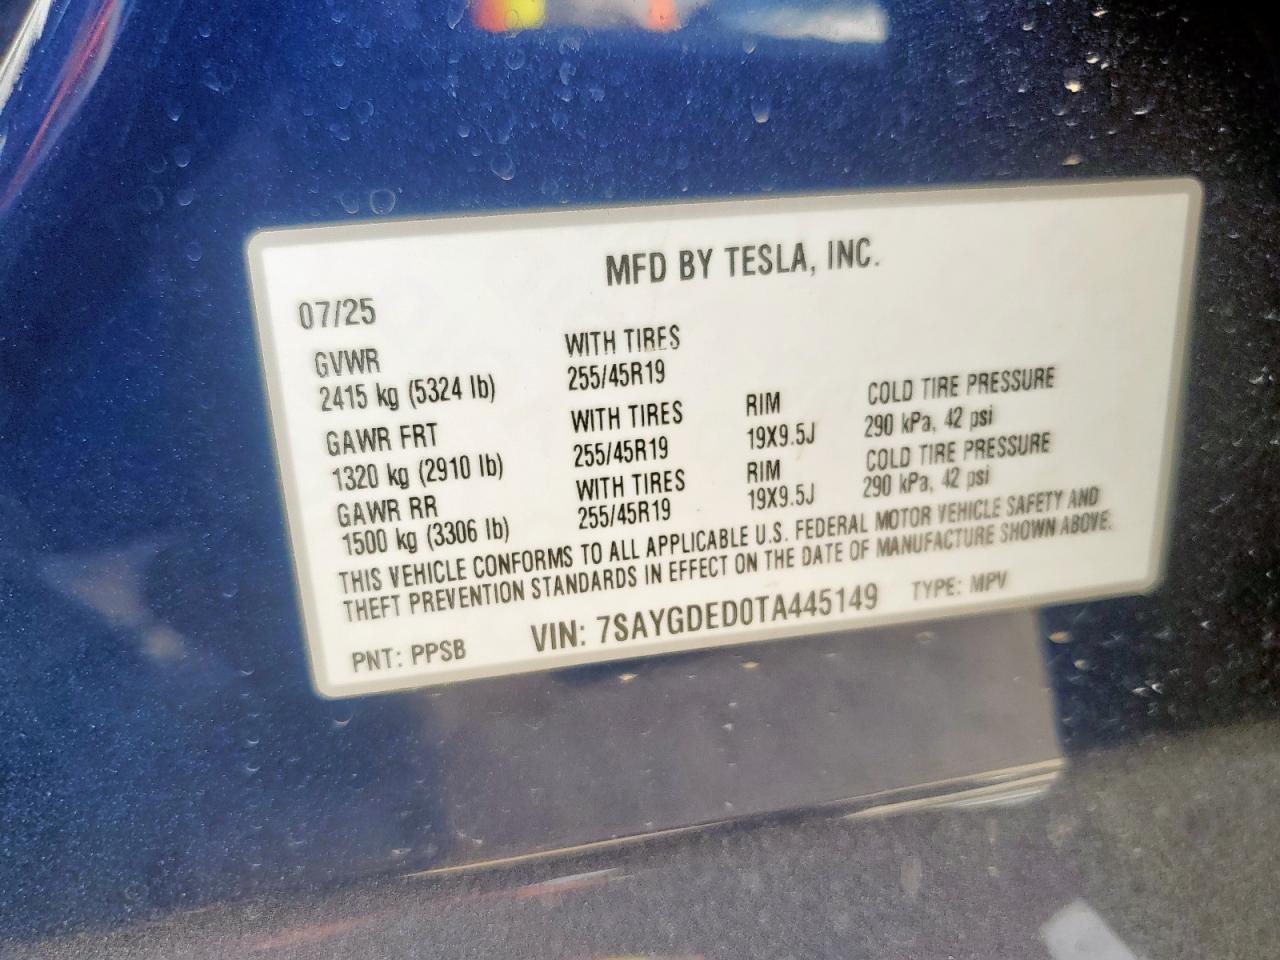 MFD BY TESLA, INC.
07/25
GVWR WITH TIRES
2415 kg (5324 lb) 255/45R19
GAWR FRT WITH TIRES RIM COLD TIRE PRESSURE
1320 kg (2910 lb) 255/45R19 19X9.5J 290 kPa, 42 psi
GAWR RR WITH TIRES RIM COLD TIRE PRESSURE
1500 kg (3306 lb) 255/45R19 19X9.5J 290 kPa, 42 psi
THIS VEHICLE CONFORMS TO ALL APPLICABLE U.S. FEDERAL MOTOR VEHICLE SAFETY AND
THEFT PREVENTION STANDARDS IN EFFECT ON THE DATE OF MANUFACTURE SHOWN ABOVE.
PNT: PPSB VIN: 7SAYGDED0TA445149 TYPE: MPV